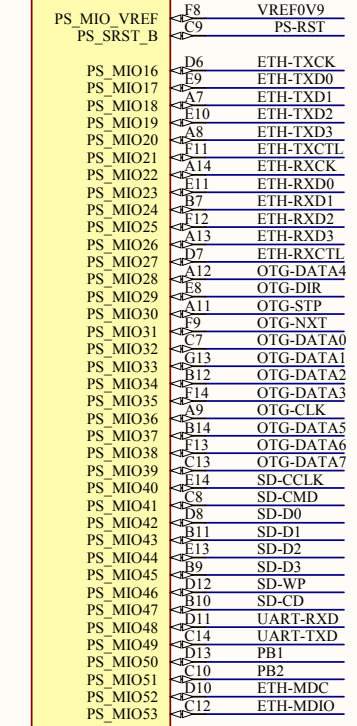 PS_MIO_VREF F8 VREF0V9
PS_SRST_B C9 PS-RST
PS_MIO16 D6 ETH-TXCK
PS_MIO17 E9 ETH-TXD0
PS_MIO18 A7 ETH-TXD1
PS_MIO19 E10 ETH-TXD2
PS_MIO20 A8 ETH-TXD3
PS_MIO21 F11 ETH-TXCTL
PS_MIO22 A14 ETH-RXCK
PS_MIO23 E11 ETH-RXD0
PS_MIO24 B7 ETH-RXD1
PS_MIO25 F12 ETH-RXD2
PS_MIO26 A13 ETH-RXD3
PS_MIO27 D7 ETH-RXCTL
PS_MIO28 A12 OTG-DATA4
PS_MIO29 E8 OTG-DIR
PS_MIO30 A11 OTG-STP
PS_MIO31 F9 OTG-NXT
PS_MIO32 C7 OTG-DATA0
PS_MIO33 G13 OTG-DATA1
PS_MIO34 B12 OTG-DATA2
PS_MIO35 F14 OTG-DATA3
PS_MIO36 A9 OTG-CLK
PS_MIO37 B14 OTG-DATA5
PS_MIO38 F13 OTG-DATA6
PS_MIO39 C13 OTG-DATA7
PS_MIO40 E14 SD-CCLK
PS_MIO41 C8 SD-CMD
PS_MIO42 D8 SD-D0
PS_MIO43 B11 SD-D1
PS_MIO44 E13 SD-D2
PS_MIO45 B9 SD-D3
PS_MIO46 D12 SD-WP
PS_MIO47 B10 SD-CD
PS_MIO48 D11 UART-RXD
PS_MIO49 C14 UART-TXD
PS_MIO50 D13 PB1
PS_MIO51 C10 PB2
PS_MIO52 D10 ETH-MDC
PS_MIO53 C12 ETH-MDIO